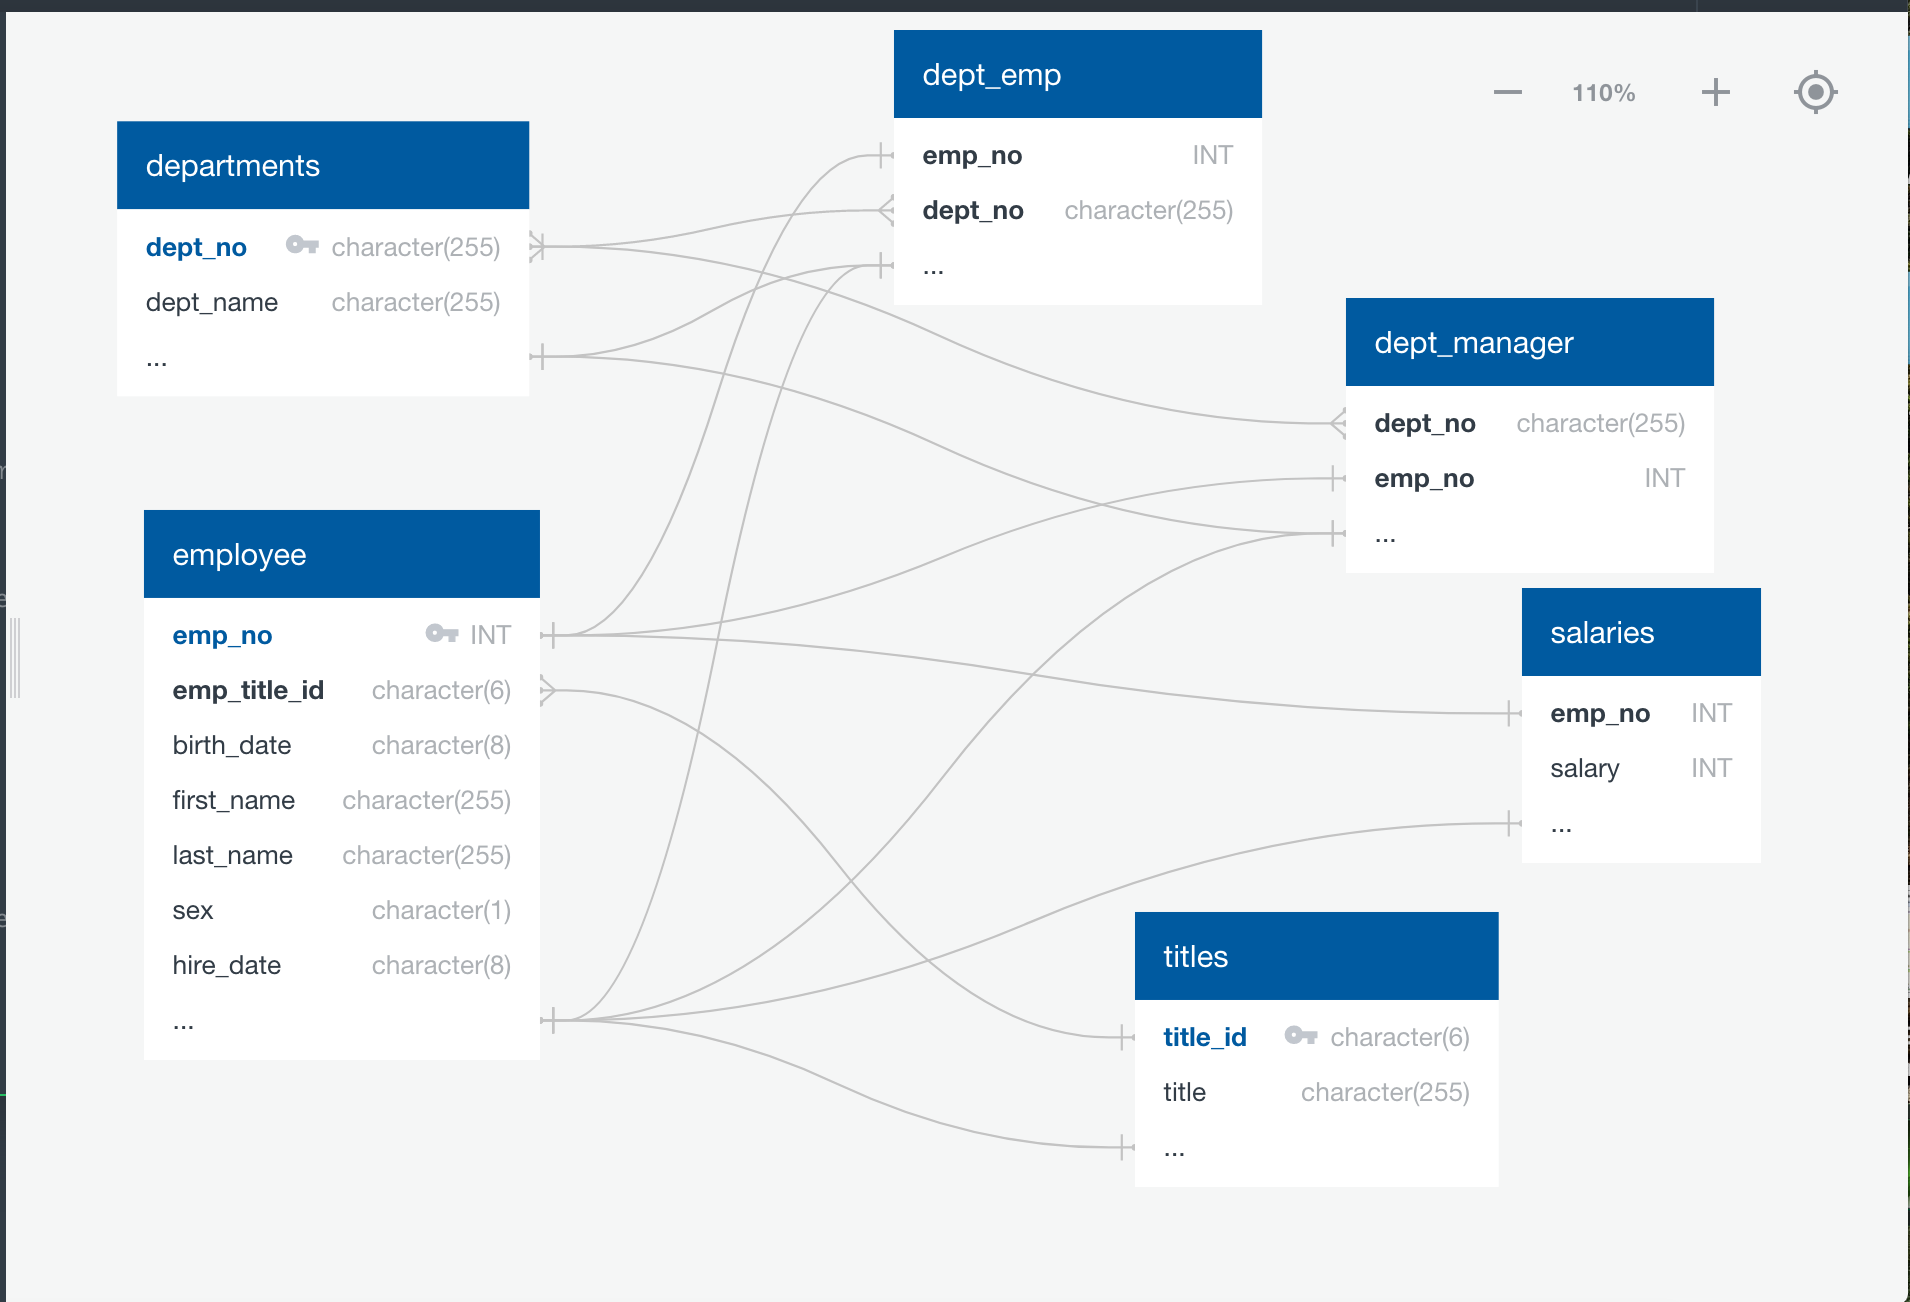 110%
departments
dept_no character(255)
dept_name character(255)
...
dept_emp
emp_no INT
dept_no character(255)
...
dept_manager
dept_no character(255)
emp_no INT
...
employee
emp_no INT
emp_title_id character(6)
birth_date character(8)
first_name character(255)
last_name character(255)
sex character(1)
hire_date character(8)
...
salaries
emp_no INT
salary INT
...
titles
title_id character(6)
title character(255)
...